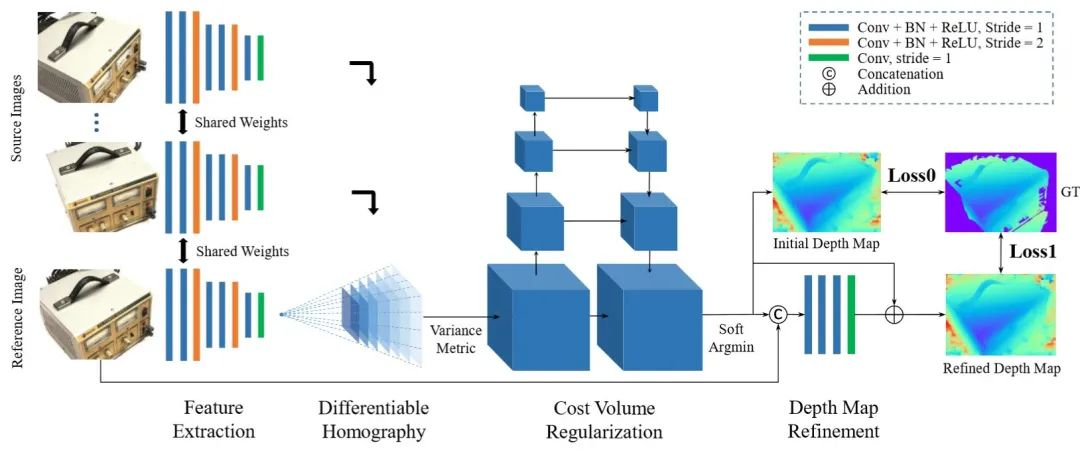 Conv + BN + ReLU, Stride = 1
Conv + BN + ReLU, Stride = 2
Conv, stride = 1
C Concatenation
Addition
Source Images
Shared Weights
Shared Weights
Reference Image
Variance
Metric
Soft
Argmin
C
Loss0
GT
Initial Depth Map
Loss1
Refined Depth Map
Feature
Extraction
Differentiable
Homography
Cost Volume
Regularization
Depth Map
Refinement